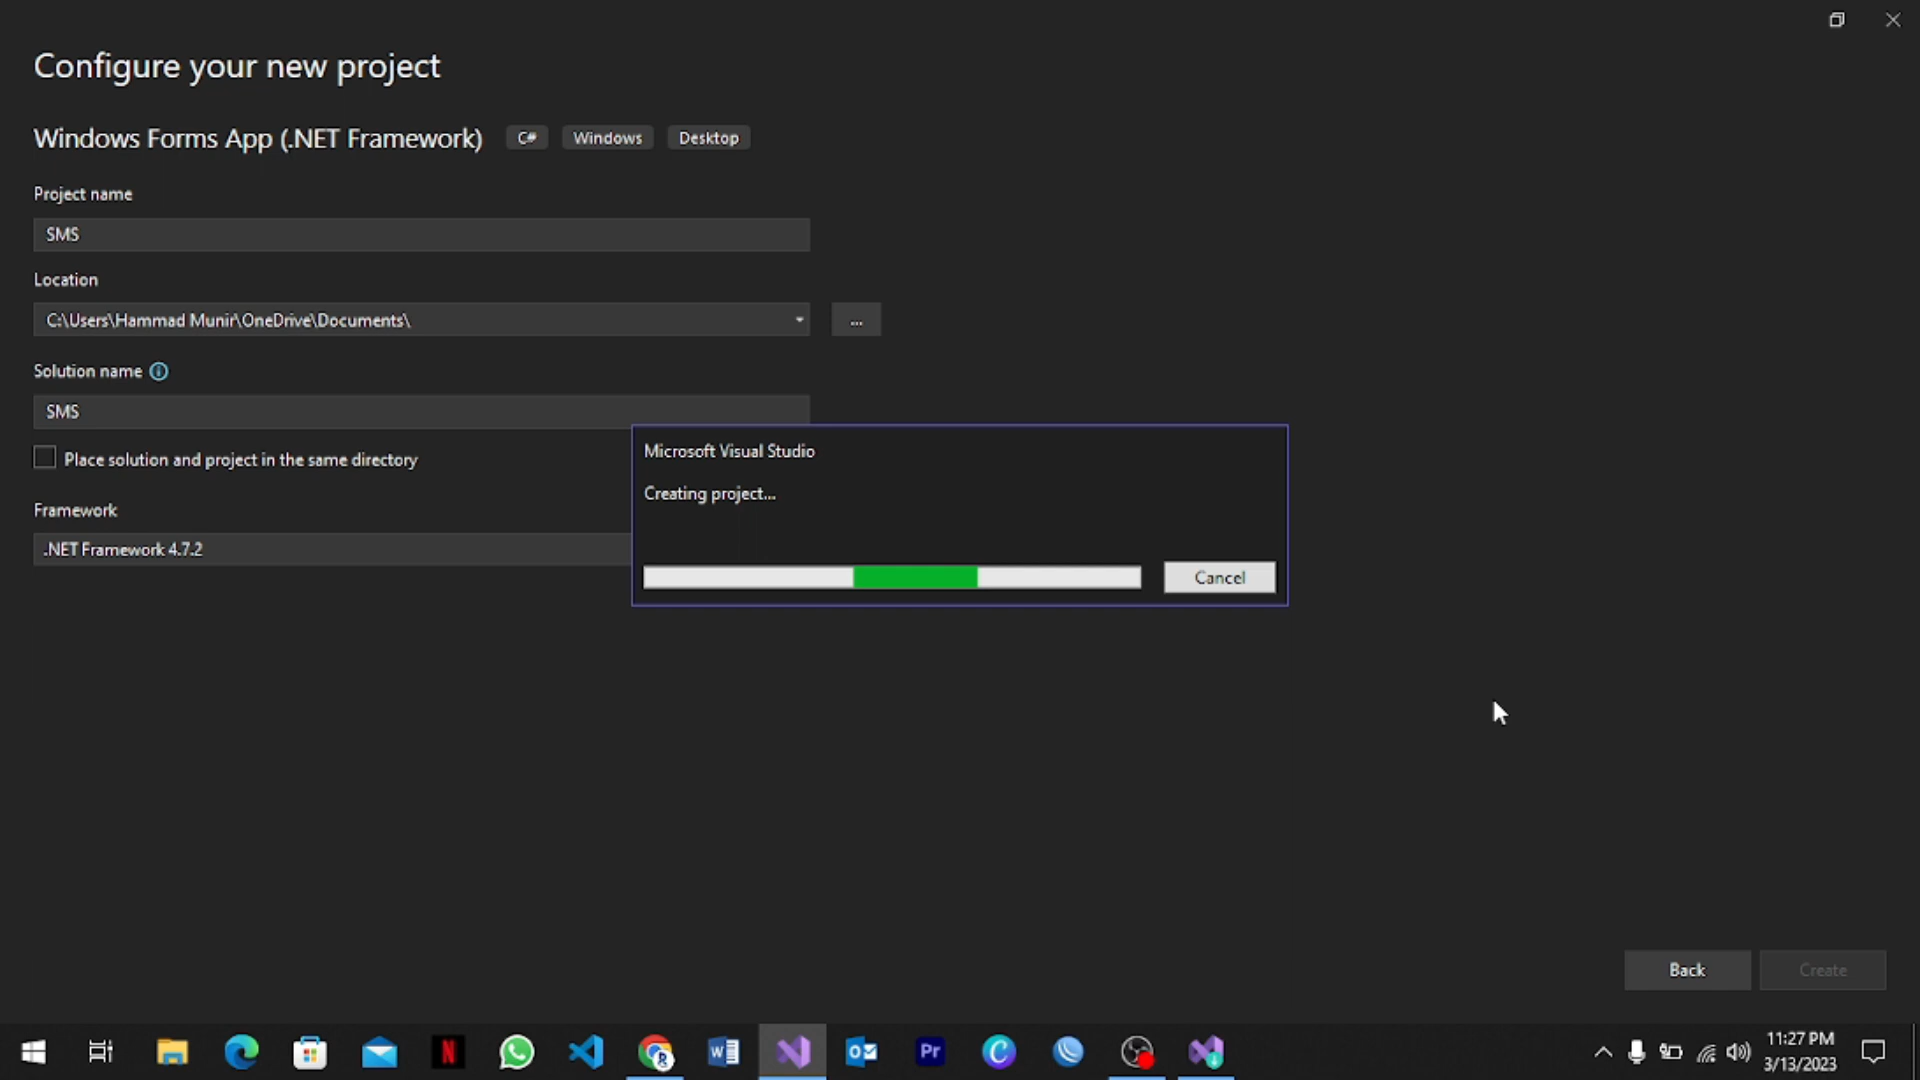 Configure your new project
Windows Forms App (.NET Framework) C# Windows Desktop
Project name
SMS
Location
C:\Users\Hammad Munir\OneDrive\Documents\
...
Solution name
SMS
Place solution and project in the same directory
Framework
.NET Framework 4.7.2
Microsoft Visual Studio
Creating project...
Cancel
Back Create
11:27 PM
3/13/2023